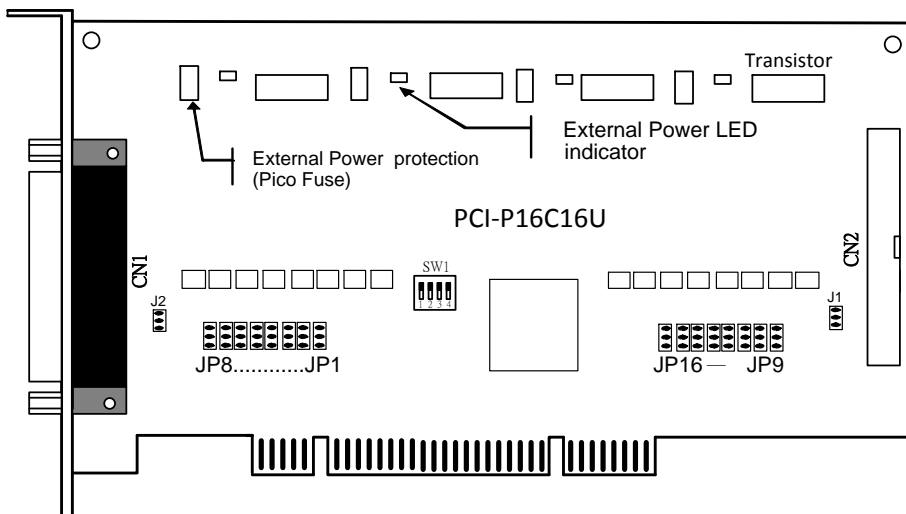 Transistor
External Power LED
indicator
External Power protection
(Pico Fuse)
PCI-P16C16U
CN1
CN2
SW1
1 2 3 4
J2
J1
JP8.............JP1
JP16 — JP9